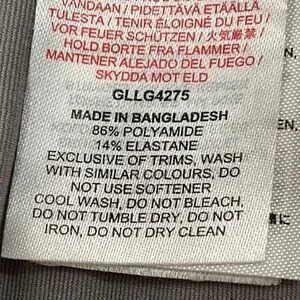 VANDAAN / PIDETTÄVÄ ETÄÄLLÄ
TULESTA / TENIR ÉLOIGNÉ DU FEU /
VOR FEUER SCHÜTZEN / 火気厳禁
/ HOLD BORTE FRA FLAMMER /
MANTENER ALEJADO DEL FUEGO /
SKYDDA MOT ELD
GLLG4275
MADE IN BANGLADESH
86% POLYAMIDE
14% ELASTANE
EXCLUSIVE OF TRIMS, WASH
WITH SIMILAR COLOURS, DO
NOT USE SOFTENER
COOL WASH, DO NOT BLEACH,
DO NOT TUMBLE DRY, DO NOT
IRON, DO NOT DRY CLEAN
EN,
N.
緒に